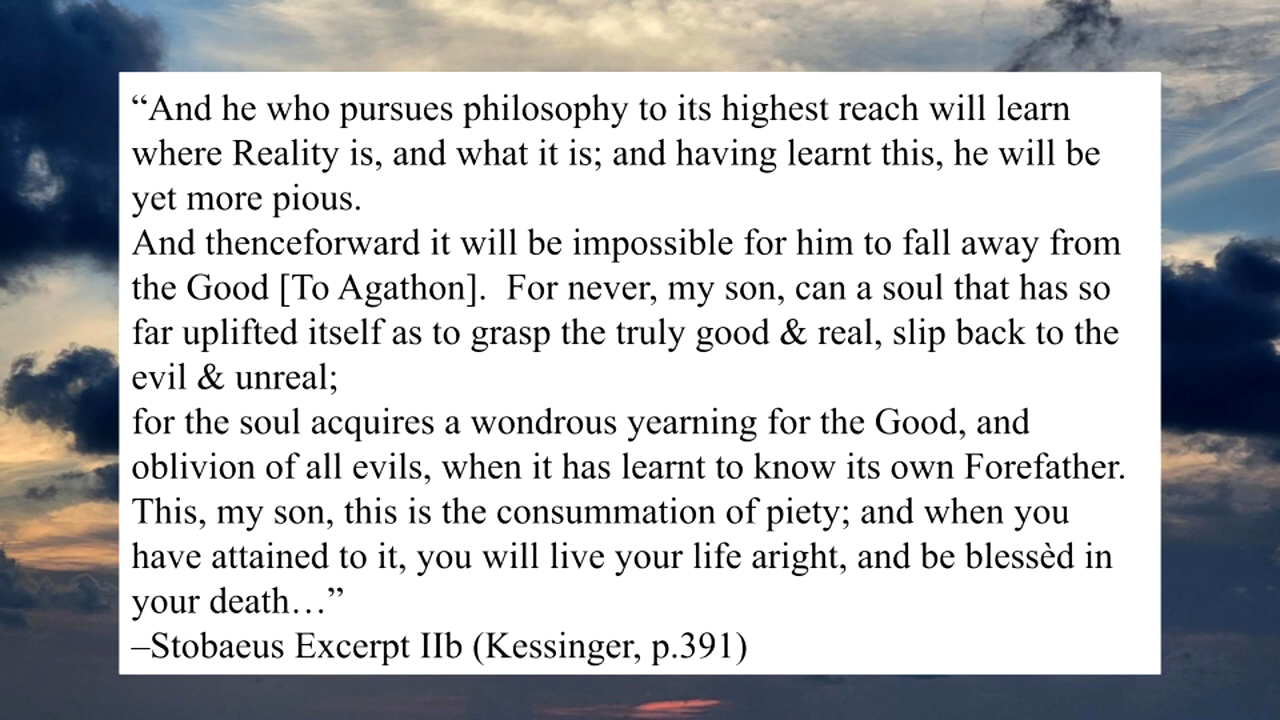 “And he who pursues philosophy to its highest reach will learn
where Reality is, and what it is; and having learnt this, he will be
yet more pious.
And thenceforward it will be impossible for him to fall away from
the Good [To Agathon].  For never, my son, can a soul that has so
far uplifted itself as to grasp the truly good & real, slip back to the
evil & unreal;
for the soul acquires a wondrous yearning for the Good, and
oblivion of all evils, when it has learnt to know its own Forefather.
This, my son, this is the consummation of piety; and when you
have attained to it, you will live your life aright, and be blessèd in
your death…”
–Stobaeus Excerpt IIb (Kessinger, p.391)